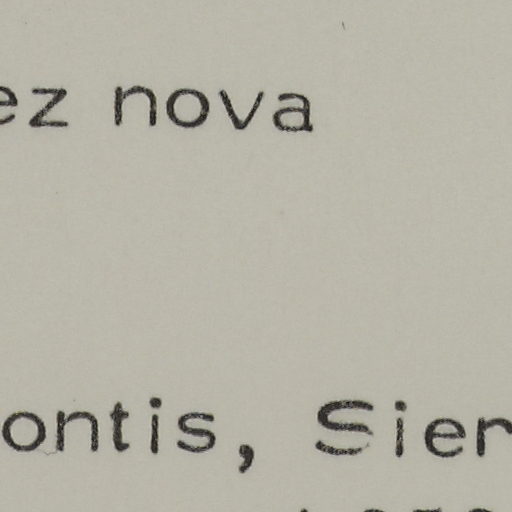 ez nova
ontis, Sier